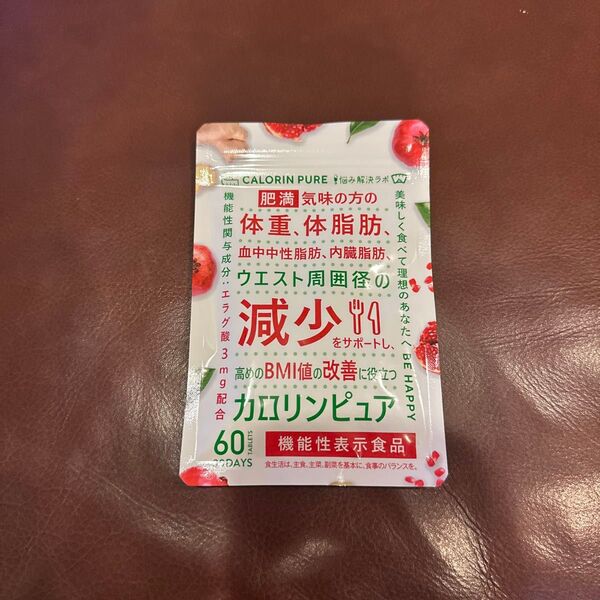 CALORIN PURE 悩み解決ラボ
肥満 気味の方の
体重、体脂肪、
血中中性脂肪、内臓脂肪、
ウエスト周囲径の
減少
をサポートし、
高めのBMI値の改善に役立つ
カロリンピュア
60 TABLETS
30DAYS
機能性表示食品
食生活は、主食、主菜、副菜を基本に、食事のバランスを。
機能性関与成分:エラグ酸3mg配合
美味しく食べて理想のあなたへ BE HAPPY